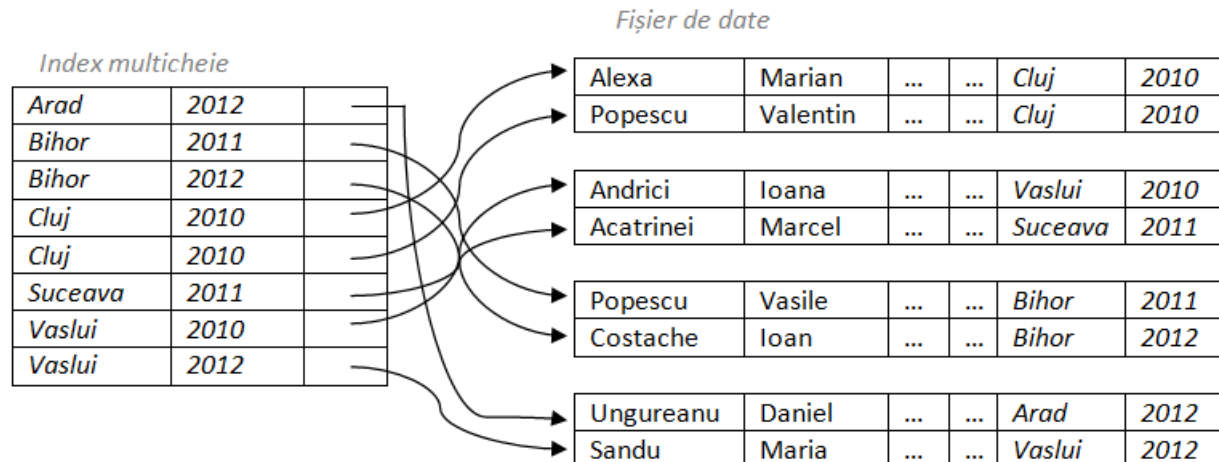 Fișier de date
Index multicheie
Arad 2012
Bihor 2011
Bihor 2012
Cluj 2010
Cluj 2010
Suceava 2011
Vaslui 2010
Vaslui 2012
Alexa Marian ... ... Cluj 2010
Popescu Valentin ... ... Cluj 2010
Andrici Ioana ... ... Vaslui 2010
Acatrinei Marcel ... ... Suceava 2011
Popescu Vasile ... ... Bihor 2011
Costache Ioan ... ... Bihor 2012
Ungureanu Daniel ... ... Arad 2012
Sandu Maria ... ... Vaslui 2012